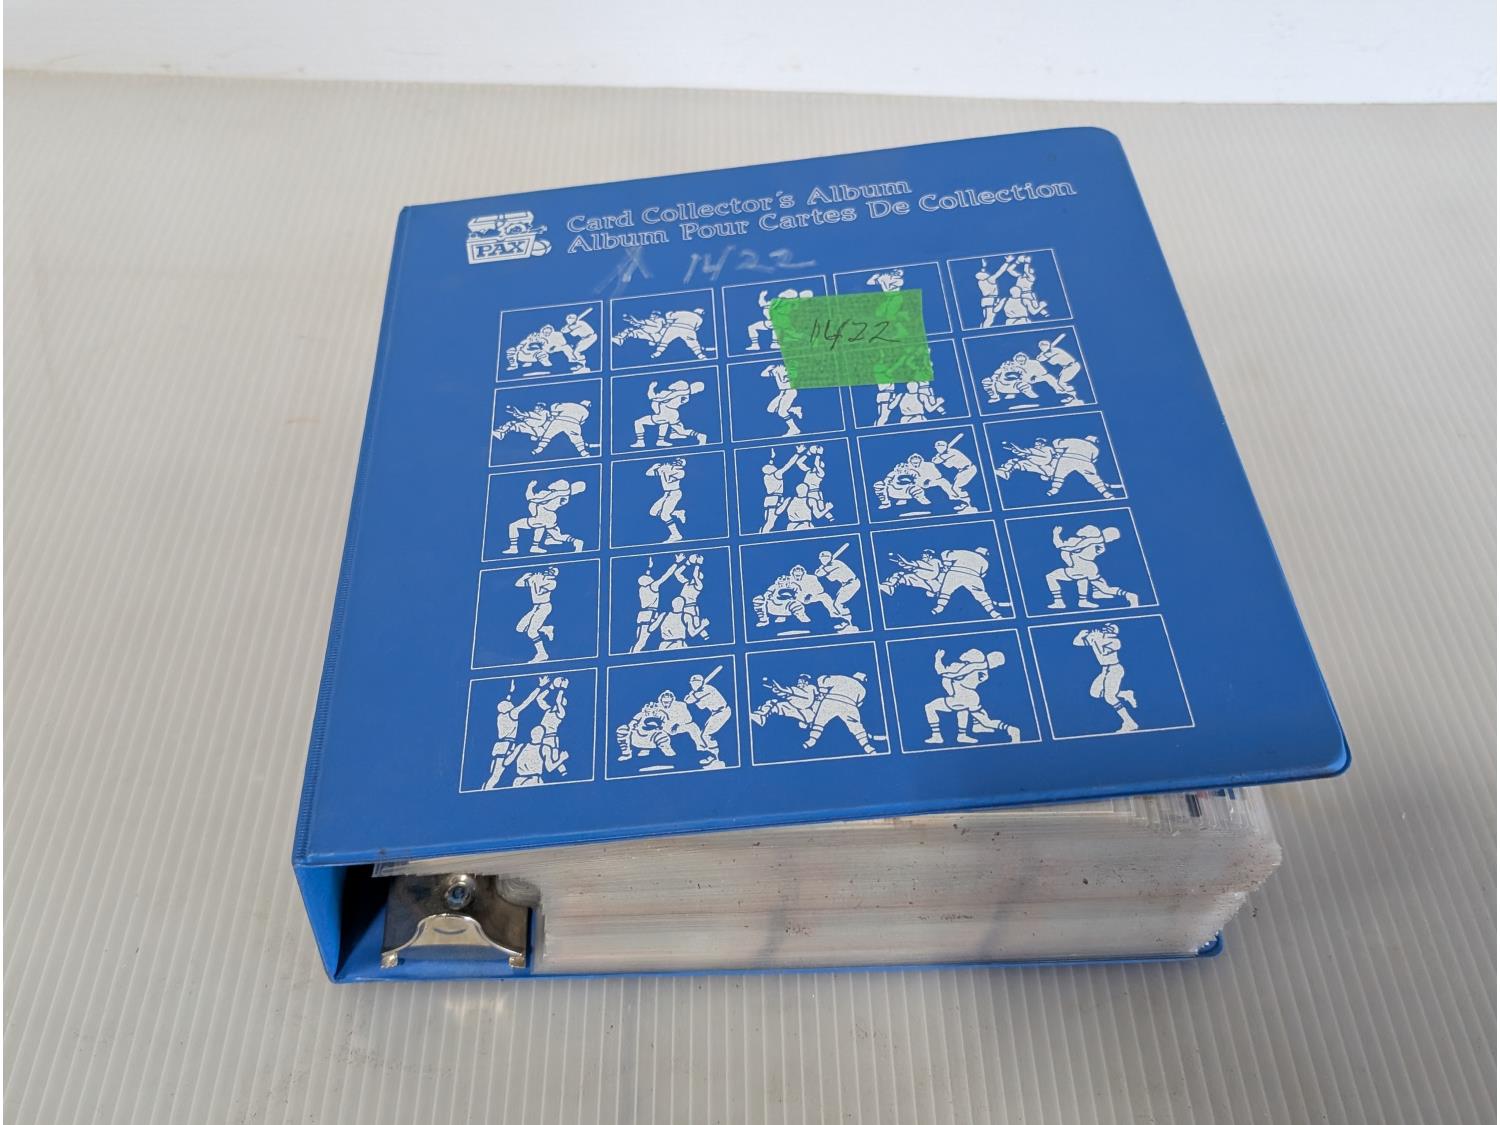 Card Collector's Album
Album Pour Cartes De Collection
PAX
1422
1422